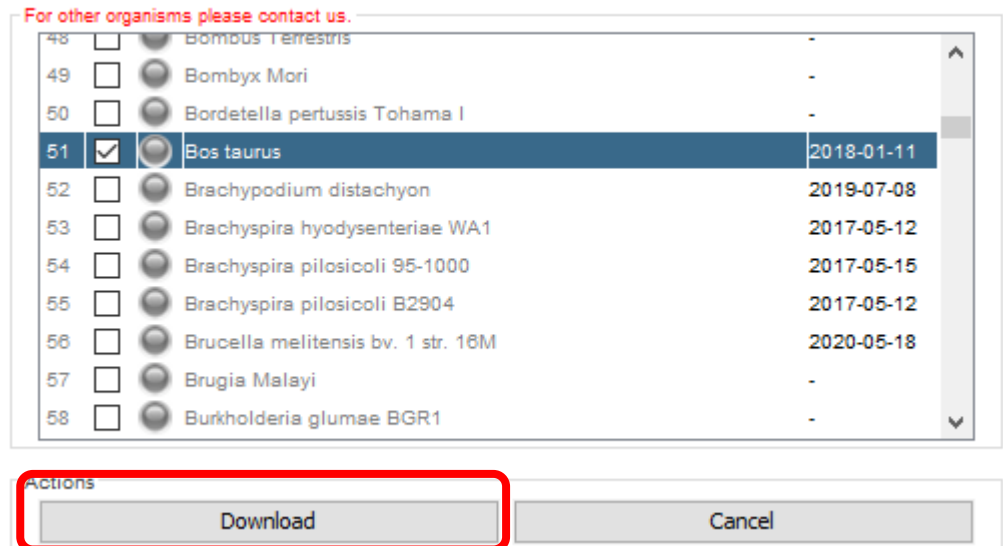 For other organisms please contact us.
48 Bombus Terrestris -
49 Bombyx Mori -
50 Bordetella pertussis Tohama I -
51 Bos taurus 2018-01-11
52 Brachypodium distachyon 2019-07-08
53 Brachyspira hyodysenteriae WA1 2017-05-12
54 Brachyspira pilosicoli 95-1000 2017-05-15
55 Brachyspira pilosicoli B2904 2017-05-12
56 Brucella melitensis bv. 1 str. 16M 2020-05-18
57 Brugia Malayi -
58 Burkholderia glumae BGR1 -
Actions
Download Cancel